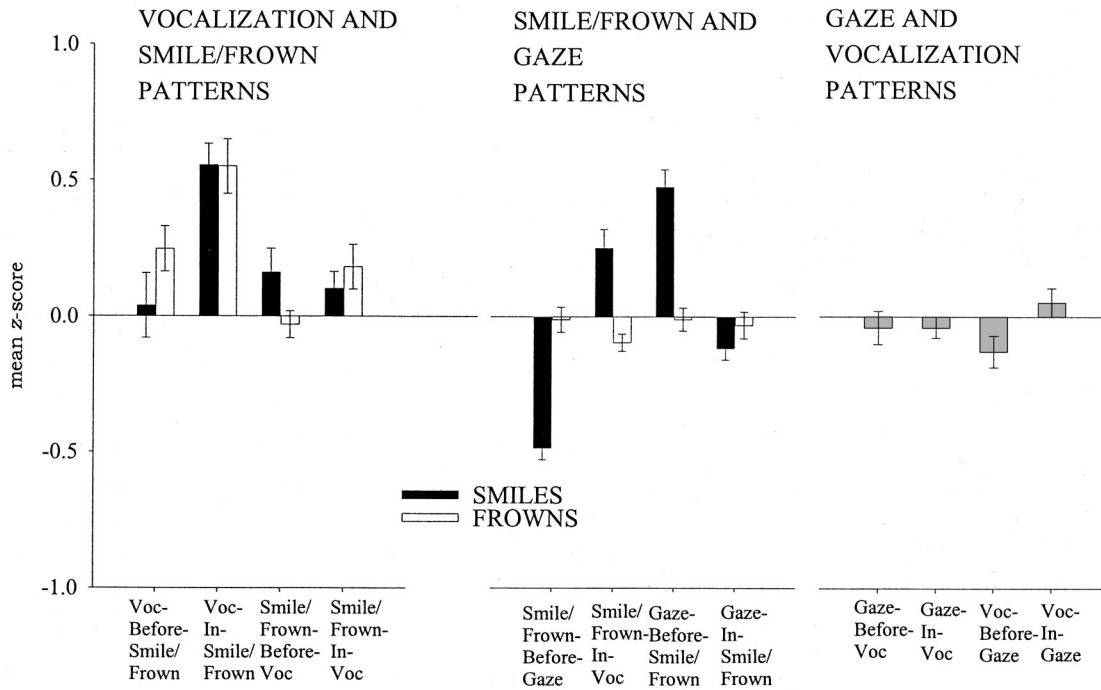 VOCALIZATION AND
SMILE/FROWN
PATTERNS
SMILE/FROWN AND
GAZE
PATTERNS
GAZE AND
VOCALIZATION
PATTERNS
1.0
0.5
0.0
-0.5
-1.0
mean z-score
SMILES
FROWNS
Voc-
Before-
Smile/
Frown
Voc-
In-
Smile/
Frown
Smile/
Frown-
Before-
Voc
Smile/
Frown-
In-
Voc
Smile/
Frown-
Before-
Gaze
Smile/
Frown-
In-
Voc
Gaze-
Before-
Smile/
Frown
Gaze-
In-
Smile/
Frown
Gaze-
Before-
Voc
Gaze-
In-
Voc
Voc-
Before-
Gaze
Voc-
In-
Gaze